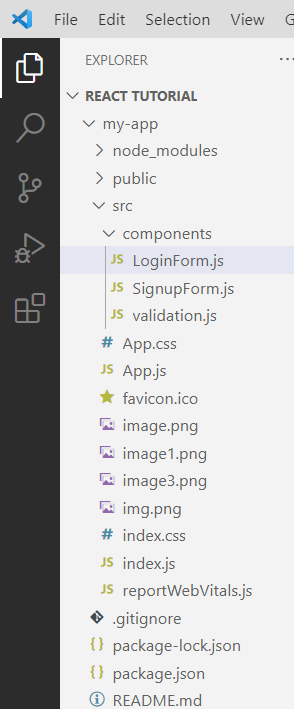 File Edit Selection View G
EXPLORER
REACT TUTORIAL
my-app
node_modules
public
src
components
JS LoginForm.js
JS SignupForm.js
JS validation.js
# App.css
JS App.js
favicon.ico
image.png
image1.png
image3.png
img.png
# index.css
JS index.js
JS reportWebVitals.js
.gitignore
{} package-lock.json
{} package.json
README.md